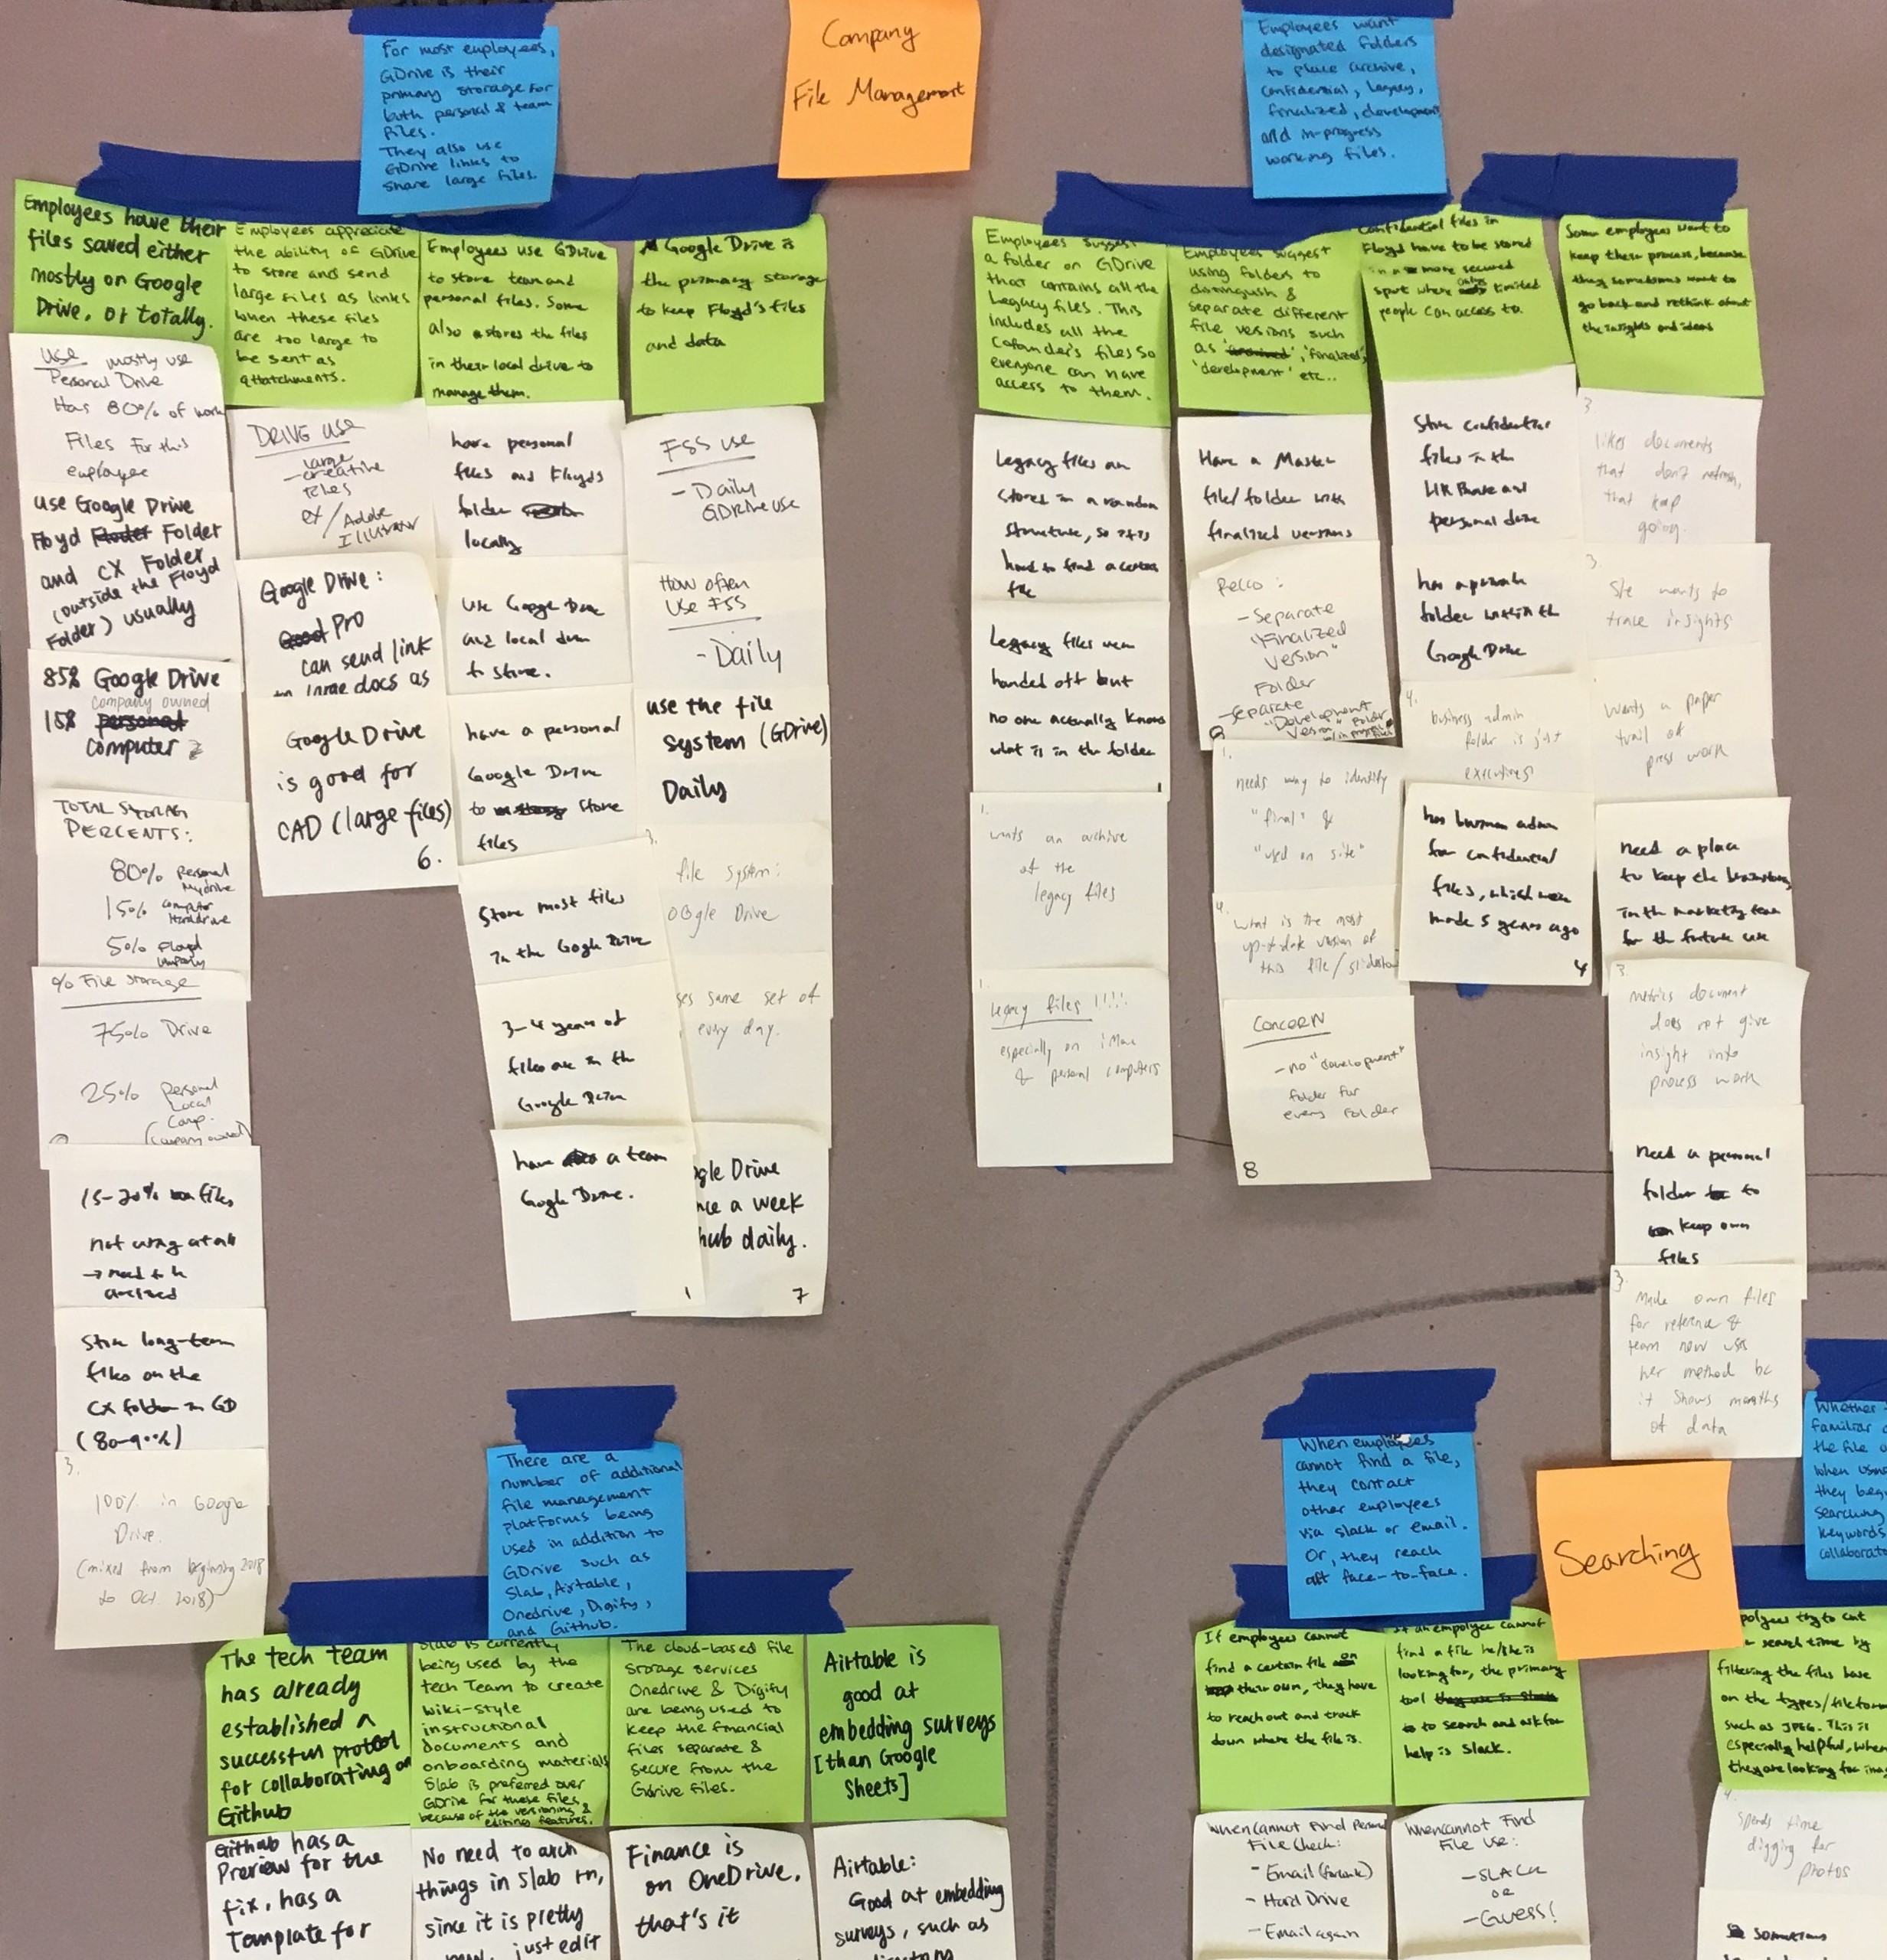 Company
File Management
For most employees,
GDrive is their
primary storage for
both personal & team
files.
They also use
GDrive links to
share large files.
Employees want
designated folders
to place archive,
confidential, legacy,
finalized, development
and in-progress
working files.
Employees have their
files saved either
mostly on Google
Drive, or totally.
USE mostly use
Personal Drive
Has 80% of work
Files for this
employee
use Google Drive
Floyd Folder
and CX Folder
(outside the Floyd
Folder) usually
85% Google Drive
company owned
15% personal
computer
TOTAL STORAGE
PERCENTS:
80% Personal
Mydrive
15% computer
Harddrive
5% Floyd
company
% File Storage
75% Drive
25% Personal
Local
Comp.
(company owned)
15-20% files
not using at all
→ need to be
archived
Store long-term
files on the
CX folder in GD
(80-90%)
3.
100% in Google
Drive.
(mixed from beginning 2018
to Oct 2018)
Employees appreciate
the ability of GDrive
to store and send
large files as links
when these files
are too large to
be sent as
attatchments.
DRIVE USE
large
- creative
files
ex/Adobe
Illustrator
Google Drive:
Good Pro
can send link
on large docs as
Google Drive
is good for
CAD (large files)
6.
Employees use GDrive
to store team and
personal files. Some
also stores the files
in their local drive to
manage them.
have personal
files and Floyd's
folder
locally
use Google Drive
and local drive
to store.
have a personal
Google Drive
to store
files
Store most files
in the Google Drive
3-4 years of
files are in the
Google Drive
have a team
Google Drive.
1
Google Drive is
the primary storage
to keep Floyd's files
and data
FSS USE
- Daily
GDrive use
How often
Use FSS
- Daily
use the file
system (GDrive)
Daily
3.
file system:
oogle Drive
ses same set of
every day.
gle Drive
nce a week
hub daily.
7
Employees suggest
a folder on GDrive
that contains all the
Legacy files. This
includes all the
Cofounder's files so
everyone can have
access to them.
Legacy files are
stored in a random
structure, so it is
hard to find a certain
file
Legacy files were
handed off but
no one actually knows
what is in the folder
1
1.
wants an archive
of the
legacy files
1.
Legacy files !!!!
especially on iMac
& personal computers
Employees suggest
using folders to
distinguish &
separate different
file versions such
as 'archived', 'finalized',
'development' etc...
Have a Master
file/folder with
finalized versions
Recco:
- Separate
"Finalized
Version"
Folder
- Separate
"Development
Version" Folder
w/in progress files
1.
needs way to identify
"final" &
"used on site"
4.
what is the most
up-t-date version of
this file/slideshow
CONCERN
- no "development"
folder for
every folder
8
Confidential files in
Floyd have to be stored
in a more secured
spot where only limited
people can access to.
Store confidential
files in the
HR Base and
personal drive
has a private
folder within the
Google Drive
4.
business admin
folder is just
executives
has business admin
for confidential
files, which were
made 5 years ago
4
Some employees want to
keep these process, because
they sometimes want to
go back and rethink about
the insights and ideas
3.
likes documents
that don't refresh,
that keep
going.
3.
She wants to
trace insights
wants a paper
trail of
press work
need a place
to keep the brainstorms
in the marketing team
for the future use
3
metrics document
does not give
insight into
process work
need a personal
folder to
keep own
files
3.
Made own files
for reference &
team now uses
her method bc
it shows months
of data
There are a
number of additional
file management
platforms being
used in addition to
GDrive such as
Slab, Airtable,
Onedrive, Digify,
and Github.
The tech team
has already
established a
successful protocol
for collaborating on
Github
Github has a
Preview for the
fix, has a
Template for
Slab is currently
being used by the
tech Team to create
wiki-style
instructional
documents and
onboarding materials
Slab is preferred over
GDrive for these files
because of the versioning &
editing features.
No need to arch
things in Slab rn,
since it is pretty
new, just edit
The cloud-based file
storage services
Onedrive & Digify
are being used to
keep the financial
files separate &
secure from the
Gdrive files.
Finance is
on OneDrive,
that's it
Airtable is
good at
embedding surveys
[than Google
Sheets]
Airtable:
Good at embedding
surveys, such as
When employees
cannot find a file,
they contact
other employees
via slack or email.
Or, they reach
out face-to-face.
Searching
Whether
familiar
the file
when using
they beg
searching
keywords
collaborato
If employees cannot
find a certain file on
their own, they have
to reach out and track
down where the file is.
When cannot Find Personal
File Check:
- Email (for link)
- Hard Drive
- Email again
If an employee cannot
find a file he/she is
looking for, the primary
tool they use is Slack
to search and ask for
help is Slack.
When cannot Find
File use:
- SLACK
or
- Guess!
ployees try to cut
search time by
filtering the files base
on the types/file form
such as JPEG. This is
especially helpful, when
they are looking for ima
4.
spends time
digging for
photos
sometimes